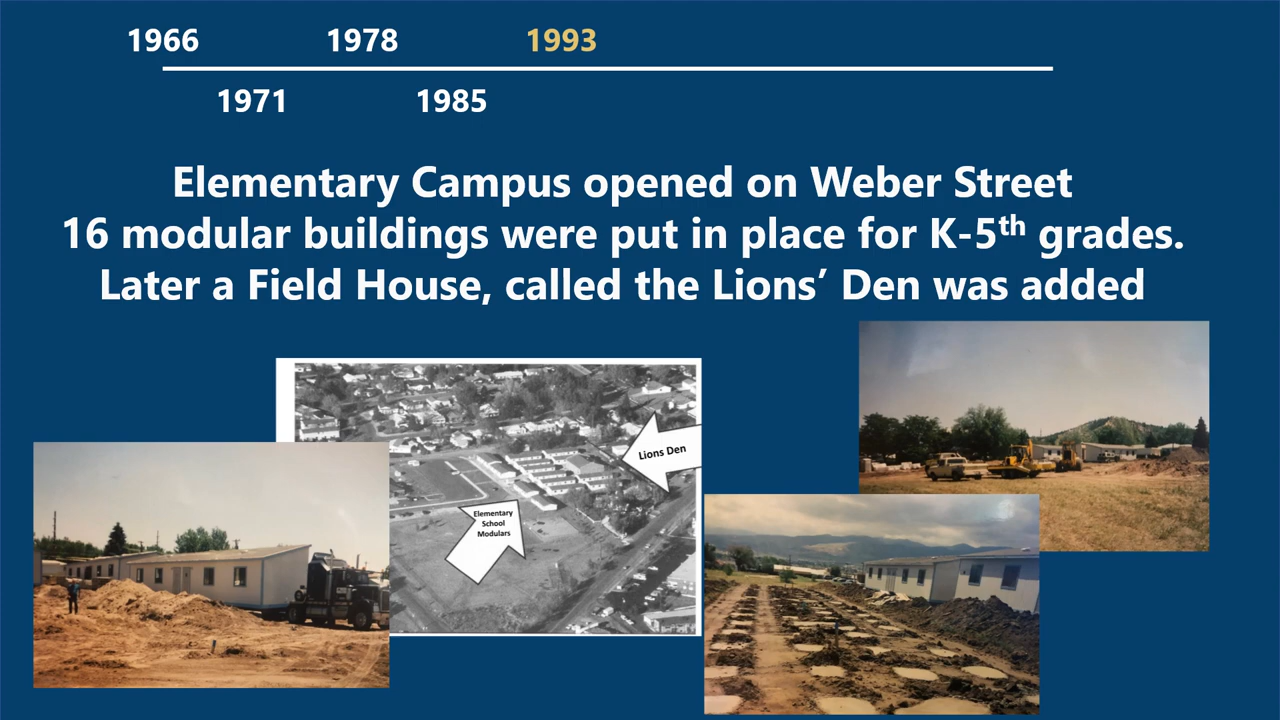 1966 1978 1993
1971 1985
Elementary Campus opened on Weber Street
16 modular buildings were put in place for K-5th grades.
Later a Field House, called the Lions’ Den was added
Lions Den
Elementary
School
Modulars